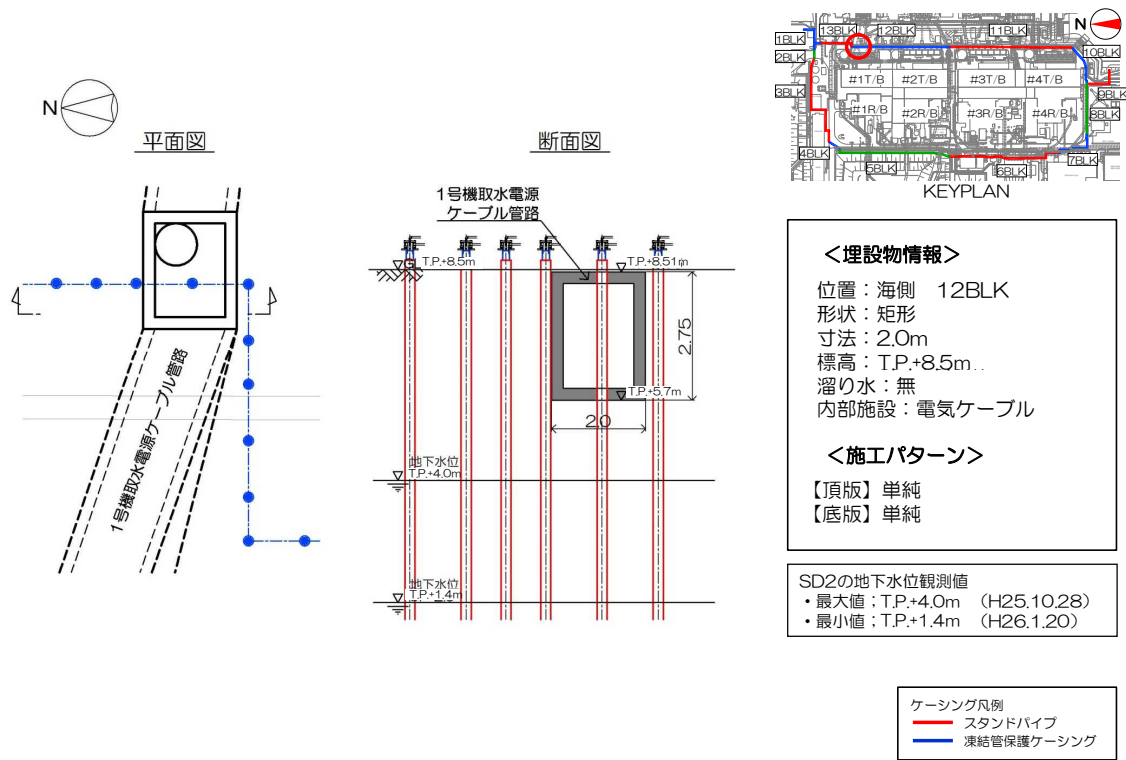 N
平面図
1号機取水電源ケーブル管路
断面図
1号機取水電源
ケーブル管路
T.P.+8.5m
T.P.+8.51m
2.75
T.P.+5.7m
2.0
地下水位
T.P.+4.0m
地下水位
T.P.+1.4m
N
13BLK
12BLK
11BLK
1BLK
2BLK
10BLK
#1T/B
#2T/B
#3T/B
#4T/B
3BLK
9BLK
#1R/B
#2R/B
#3R/B
#4R/B
8BLK
4BLK
5BLK
6BLK
7BLK
KEYPLAN
＜埋設物情報＞
位置：海側　12BLK
形状：矩形
寸法：2.0m
標高：T.P.+8.5m..
溜り水：無
内部施設：電気ケーブル
＜施工パターン＞
【頂版】単純
【底版】単純
SD2の地下水位観測値
・最大値；T.P.+4.0m　（H25.10.28）
・最小値；T.P.+1.4m　（H26.1.20）
ケーシング凡例
スタンドパイプ
凍結管保護ケーシング